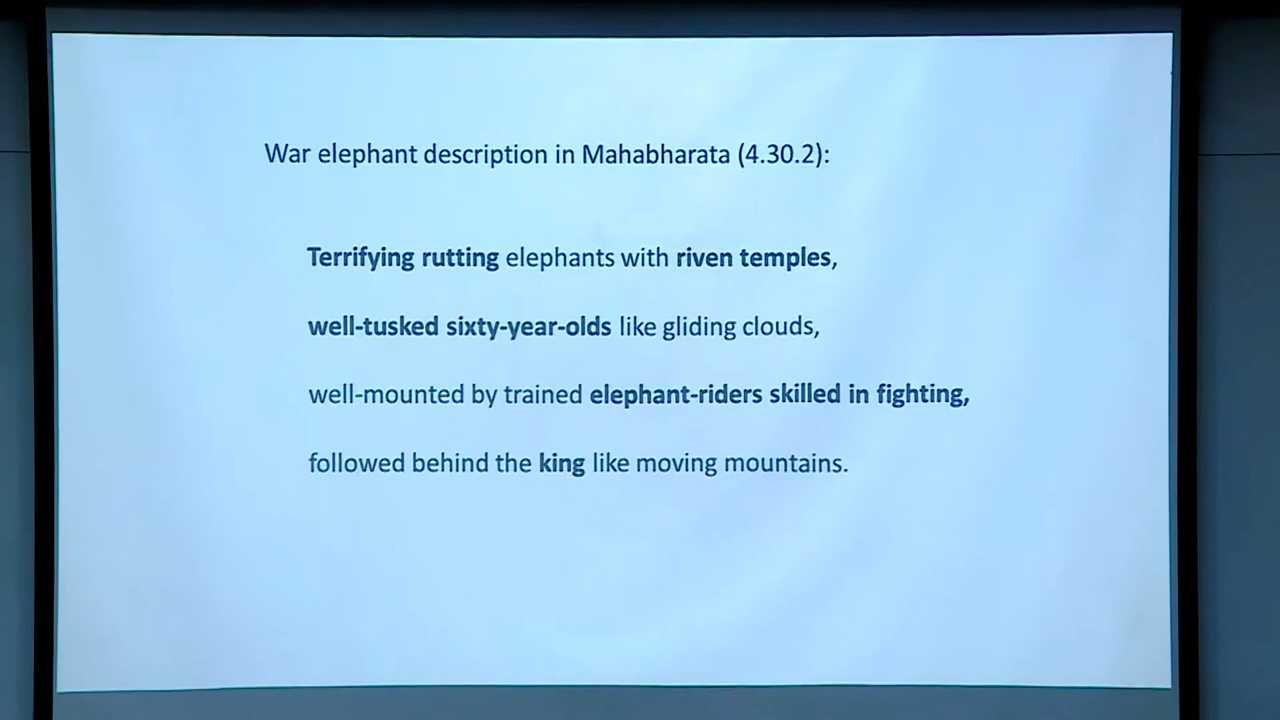 War elephant description in Mahabharata (4.30.2):
Terrifying rutting elephants with riven temples,
well-tusked sixty-year-olds like gliding clouds,
well-mounted by trained elephant-riders skilled in fighting,
followed behind the king like moving mountains.